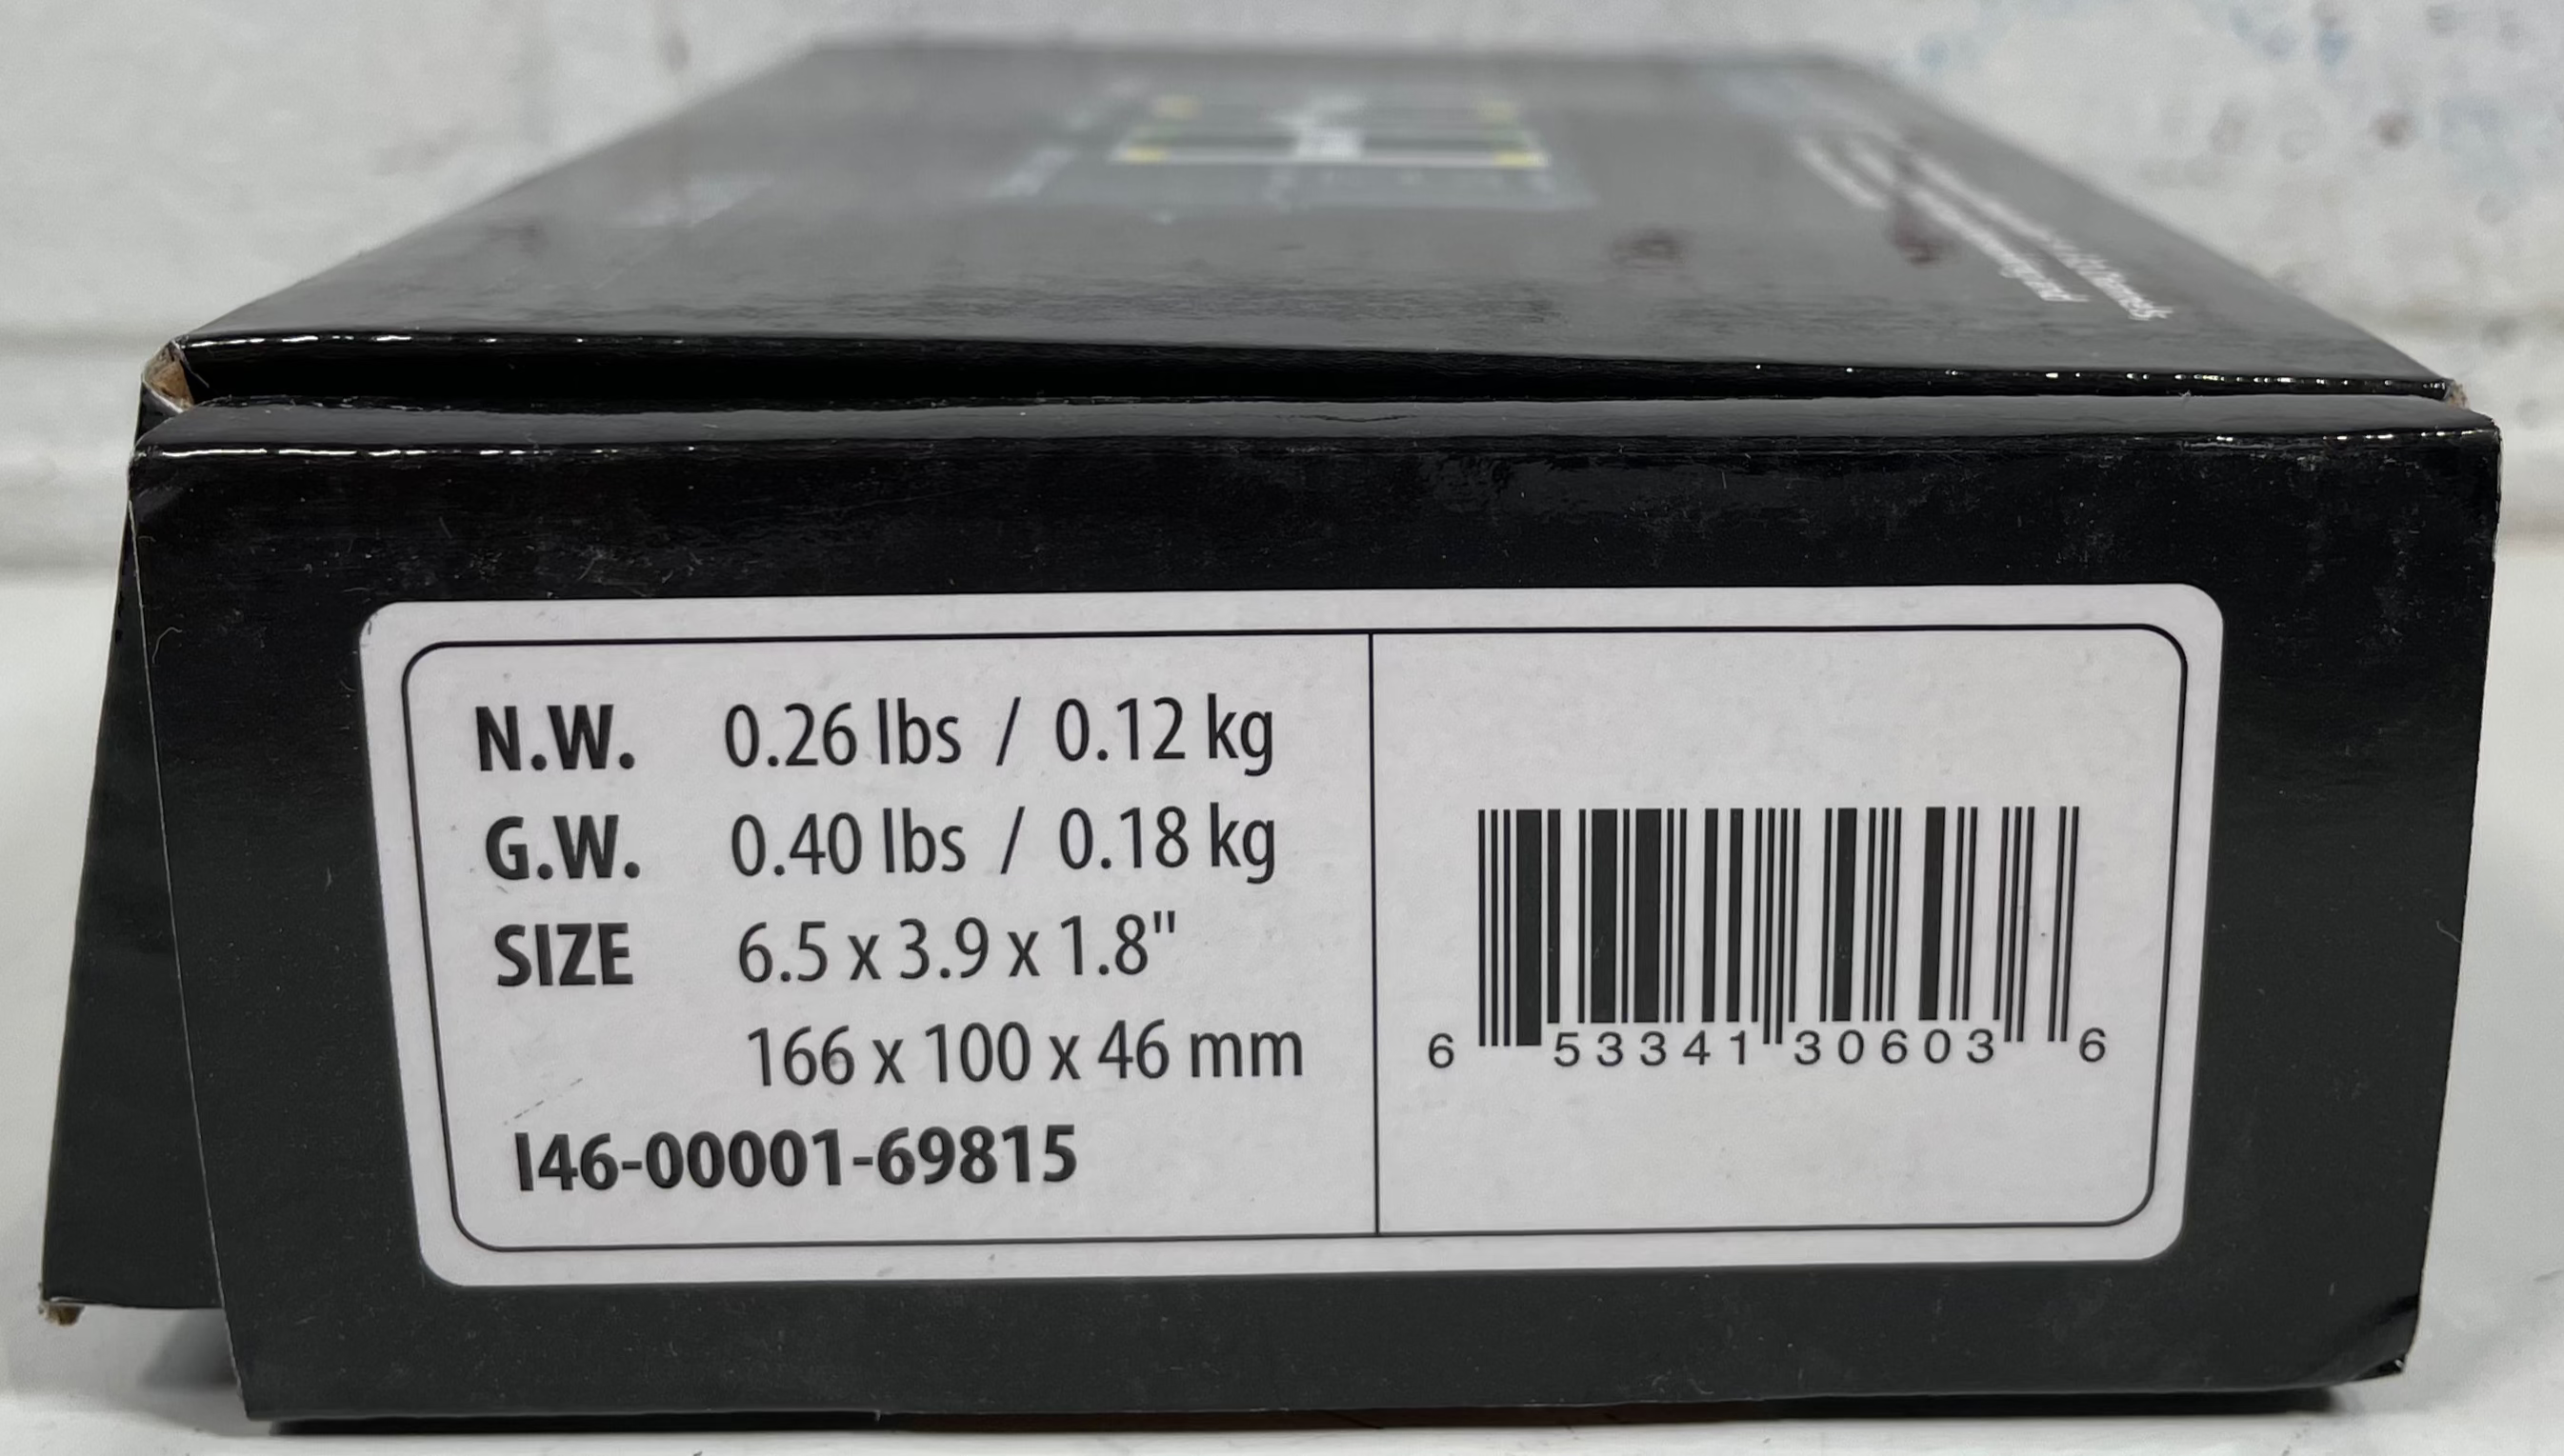 N.W. 0.26 lbs / 0.12 kg
G.W. 0.40 lbs / 0.18 kg
SIZE 6.5 x 3.9 x 1.8"
166 x 100 x 46 mm
I46-00001-69815
6 53341 30603 6